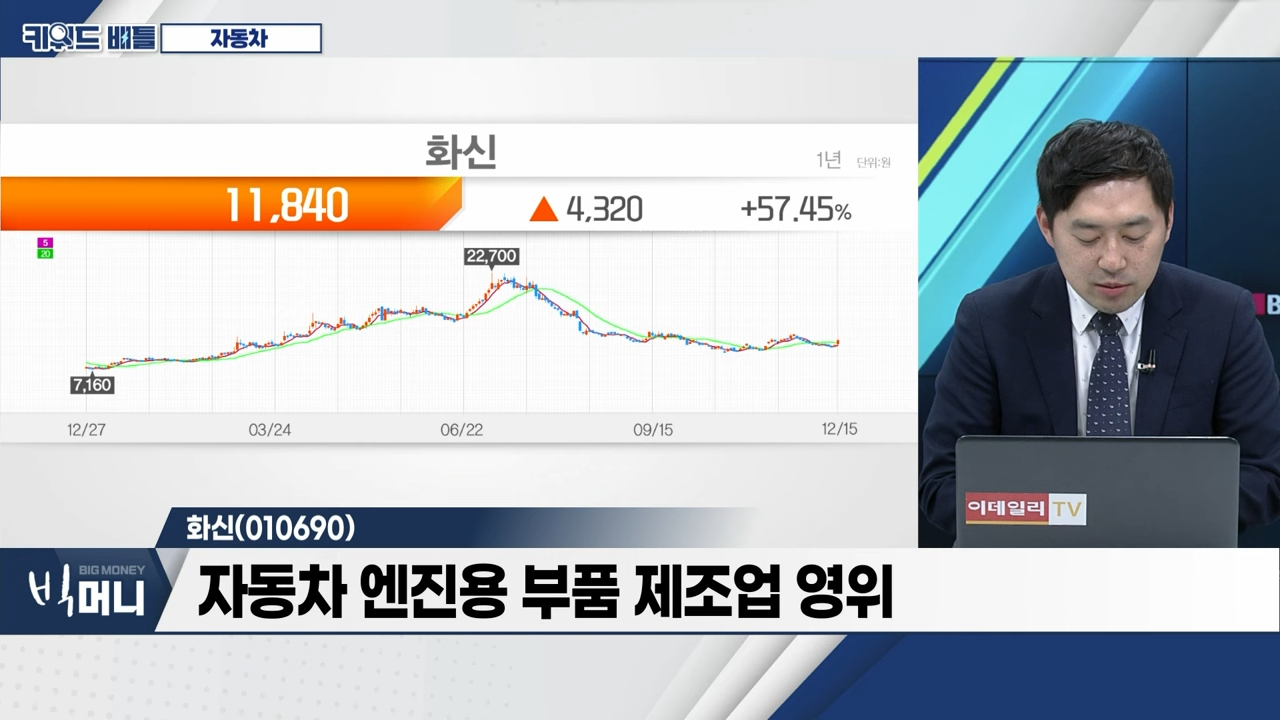 키워드 배틀
자동차
화신
1년 단위:원
11,840
▲ 4,320
+57.45%
5
20
22,700
7,160
12/27
03/24
06/22
09/15
12/15
B
이데일리TV
화신(010690)
빅머니
BIG MONEY
자동차 엔진용 부품 제조업 영위